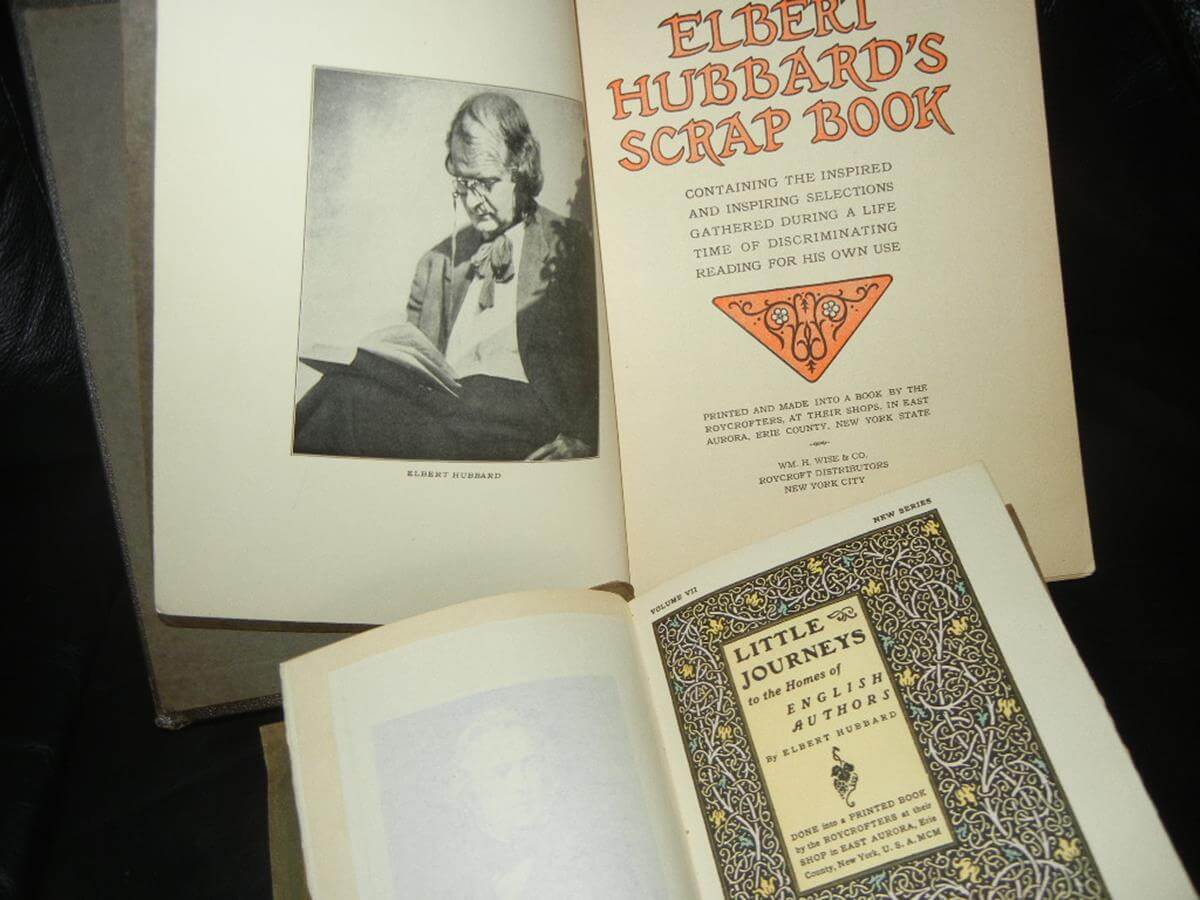 ELBERT
HUBBARD'S
SCRAP BOOK
CONTAINING THE INSPIRED
AND INSPIRING SELECTIONS
GATHERED DURING A LIFE
TIME OF DISCRIMINATING
READING FOR HIS OWN USE
PRINTED AND MADE INTO A BOOK BY THE
ROYCROFTERS, AT THEIR SHOPS, IN EAST
AURORA, ERIE COUNTY, NEW YORK STATE
WM. H. WISE & CO.
ROYCROFT DISTRIBUTORS
NEW YORK CITY
ELBERT HUBBARD
VOLUME VII
NEW SERIES
LITTLE
JOURNEYS
to the Homes of
ENGLISH
AUTHORS
By ELBERT HUBBARD
DONE into a PRINTED BOOK
by the ROYCROFTERS at their
SHOP in EAST AURORA, Erie
County, New York, U. S. A. MCM